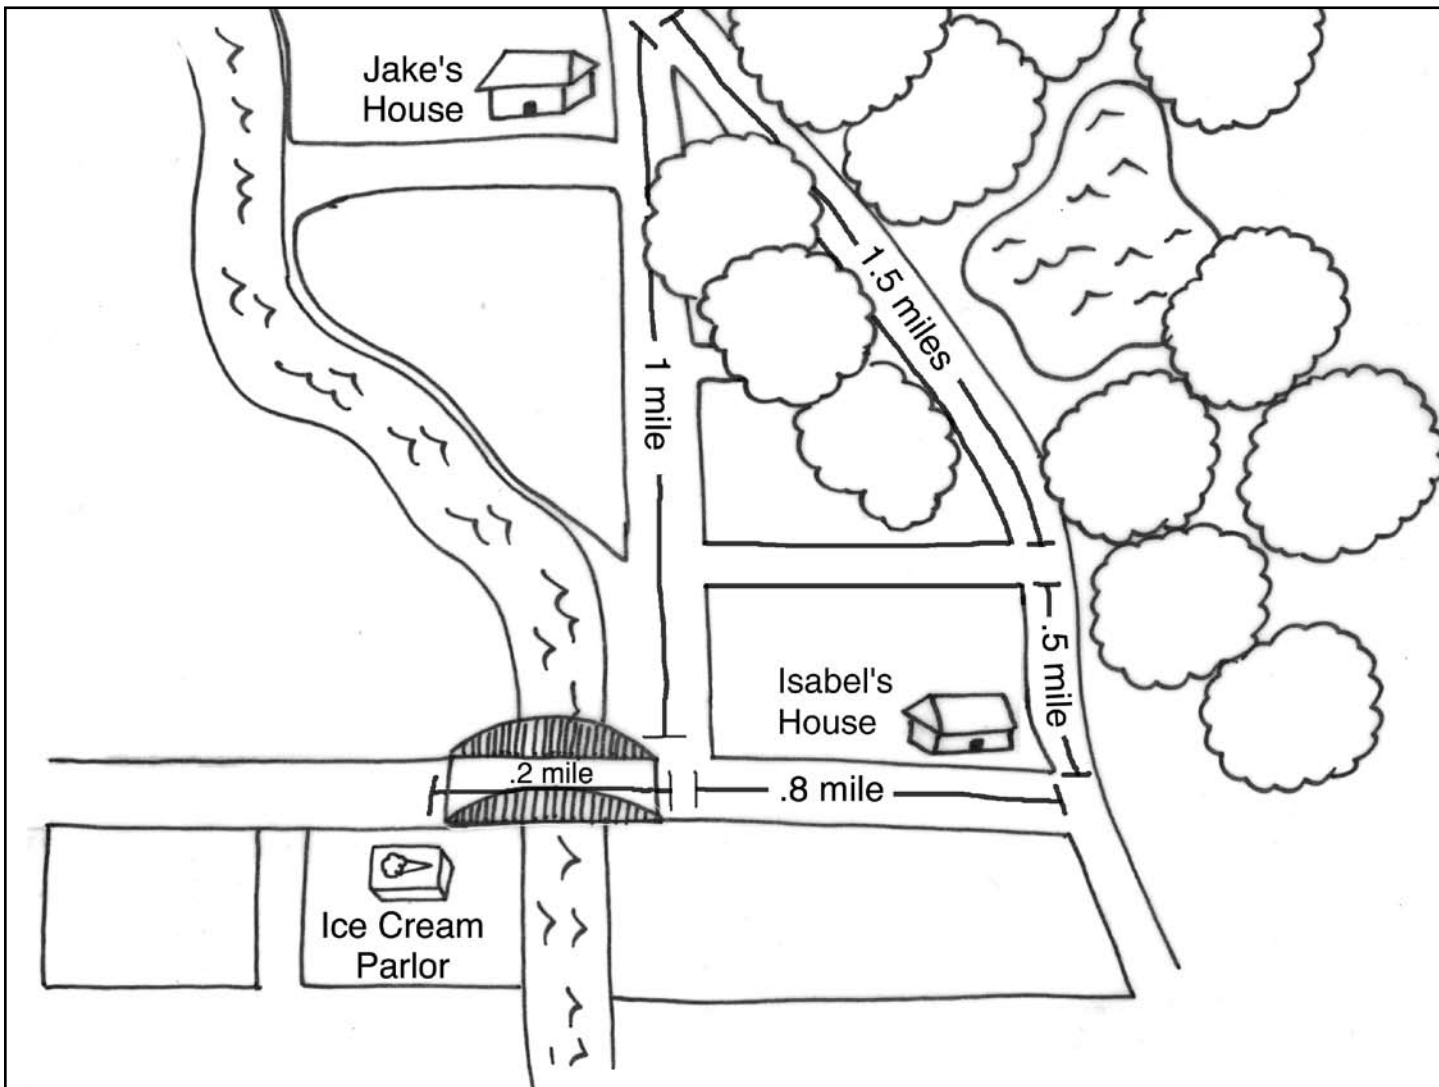 Jake's
House
1.5 miles
1 mile
.5 mile
Isabel's
House
.2 mile
.8 mile
Ice Cream
Parlor